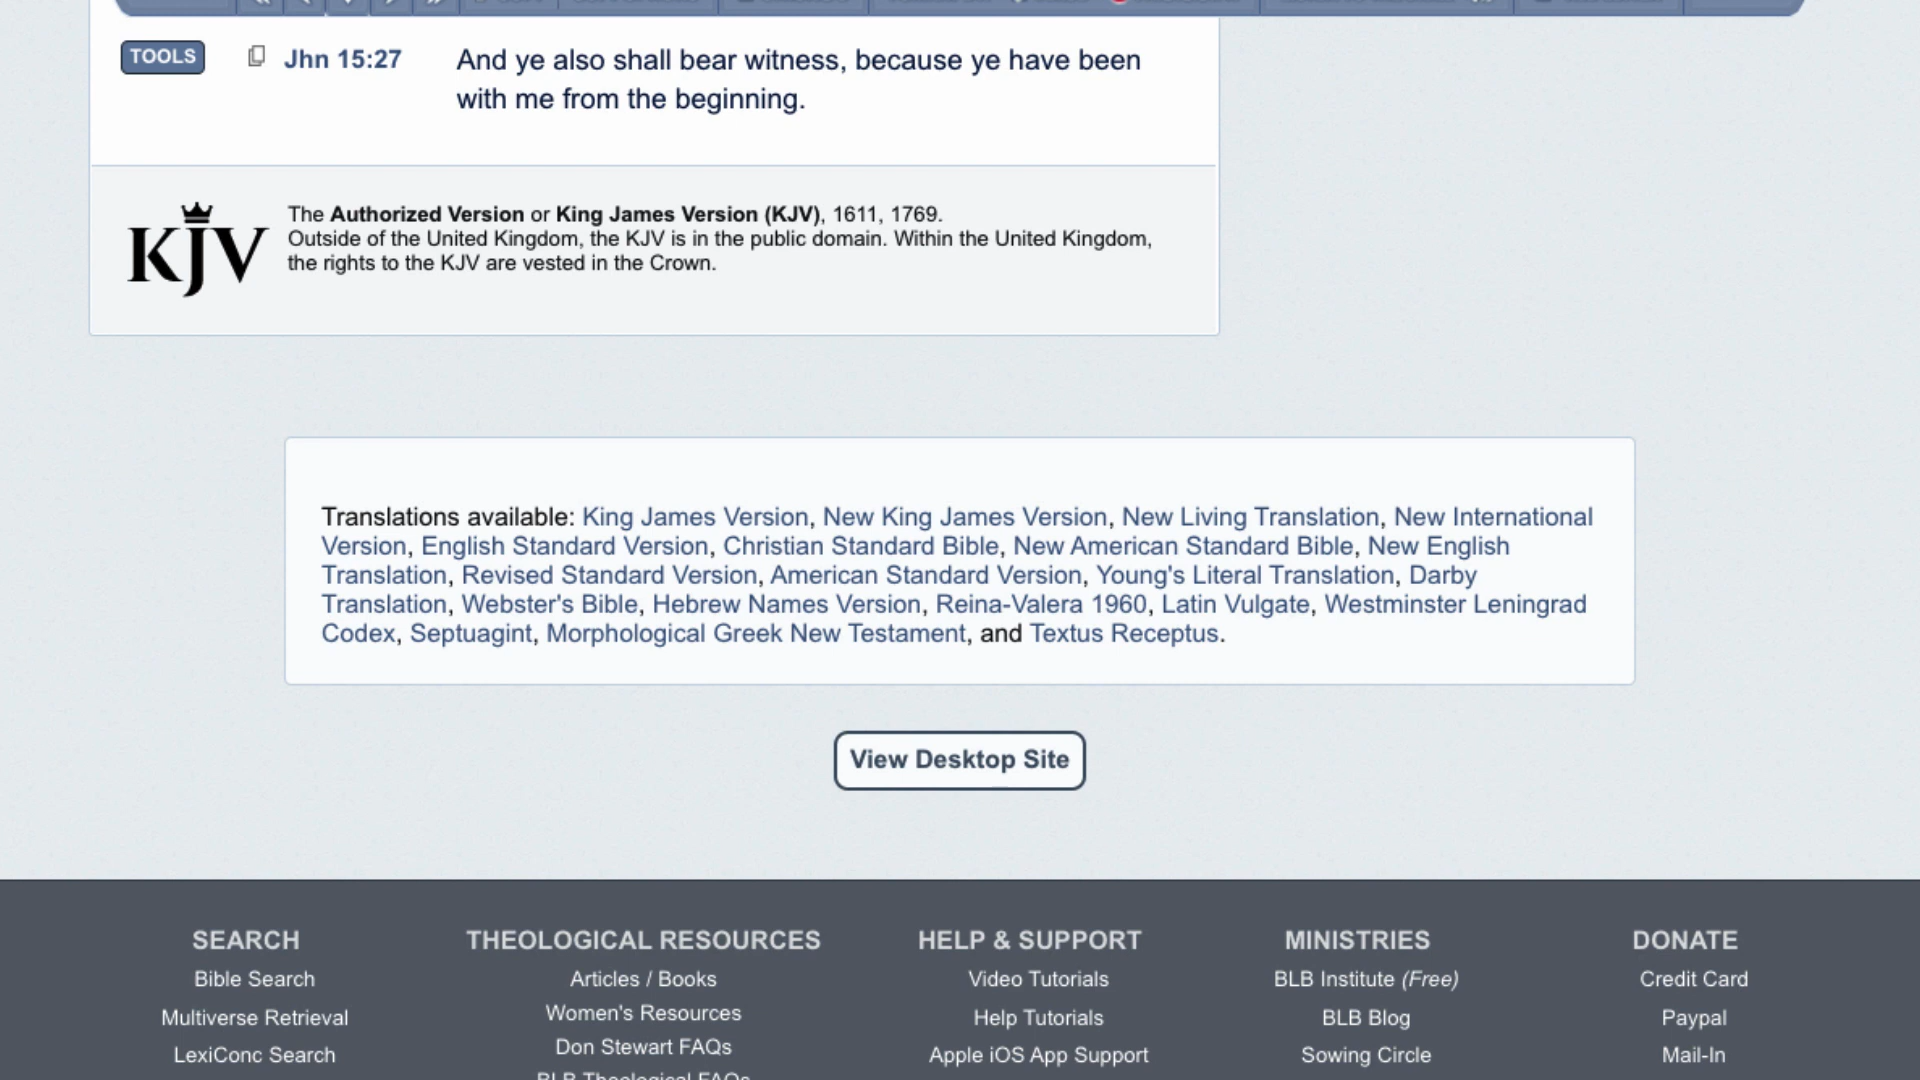 TOOLS Jhn 15:27 And ye also shall bear witness, because ye have been
with me from the beginning.
KJV
The Authorized Version or King James Version (KJV), 1611, 1769.
Outside of the United Kingdom, the KJV is in the public domain. Within the United Kingdom,
the rights to the KJV are vested in the Crown.
Translations available: King James Version, New King James Version, New Living Translation, New International
Version, English Standard Version, Christian Standard Bible, New American Standard Bible, New English
Translation, Revised Standard Version, American Standard Version, Young's Literal Translation, Darby
Translation, Webster's Bible, Hebrew Names Version, Reina-Valera 1960, Latin Vulgate, Westminster Leningrad
Codex, Septuagint, Morphological Greek New Testament, and Textus Receptus.
View Desktop Site
SEARCH
Bible Search
Multiverse Retrieval
LexiConc Search
THEOLOGICAL RESOURCES
Articles / Books
Women's Resources
Don Stewart FAQs
BLB Theological FAQs
HELP & SUPPORT
Video Tutorials
Help Tutorials
Apple iOS App Support
MINISTRIES
BLB Institute (Free)
BLB Blog
Sowing Circle
DONATE
Credit Card
Paypal
Mail-In